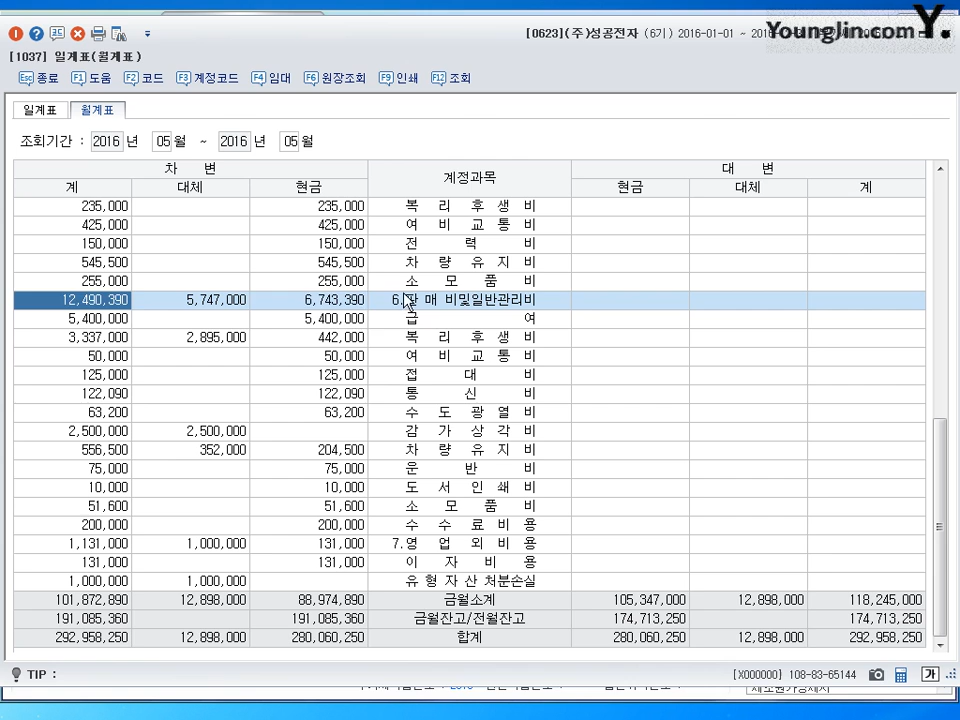 Younglin.com Y.
[0623](주)성공전자 (6기) 2016-01-01 ~ 2016-
[1037] 일계표(월계표)
Esc 종료 F1 도움 F2 코드 F3 계정코드 F4 임대 F6 원장조회 F9 인쇄 F12 조회
일계표 월계표
조회기간 : 2016 년 05 월 ~ 2016 년 05 월
차 변 계정과목 대 변
계 대체 현금 현금 대체 계
235,000 235,000 복 리 후 생 비
425,000 425,000 여 비 교 통 비
150,000 150,000 전 력 비
545,500 545,500 차 량 유 지 비
255,000 255,000 소 모 품 비
12,490,390 5,747,000 6,743,390 6.판 매 비및일반관리비
5,400,000 5,400,000 급 여
3,337,000 2,895,000 442,000 복 리 후 생 비
50,000 50,000 여 비 교 통 비
125,000 125,000 접 대 비
122,090 122,090 통 신 비
63,200 63,200 수 도 광 열 비
2,500,000 2,500,000 감 가 상 각 비
556,500 352,000 204,500 차 량 유 지 비
75,000 75,000 운 반 비
10,000 10,000 도 서 인 쇄 비
51,600 51,600 소 모 품 비
200,000 200,000 수 수 료 비 용
1,131,000 1,000,000 131,000 7.영 업 외 비 용
131,000 131,000 이 자 비 용
1,000,000 1,000,000 유 형 자 산 처분손실
101,872,890 12,898,000 88,974,890 금월소계 105,347,000 12,898,000 118,245,000
191,085,360 191,085,360 금월잔고/전월잔고 174,713,250 174,713,250
292,958,250 12,898,000 280,060,250 합계 280,060,250 12,898,000 292,958,250
TIP : [X000000] 108-83-65144 가